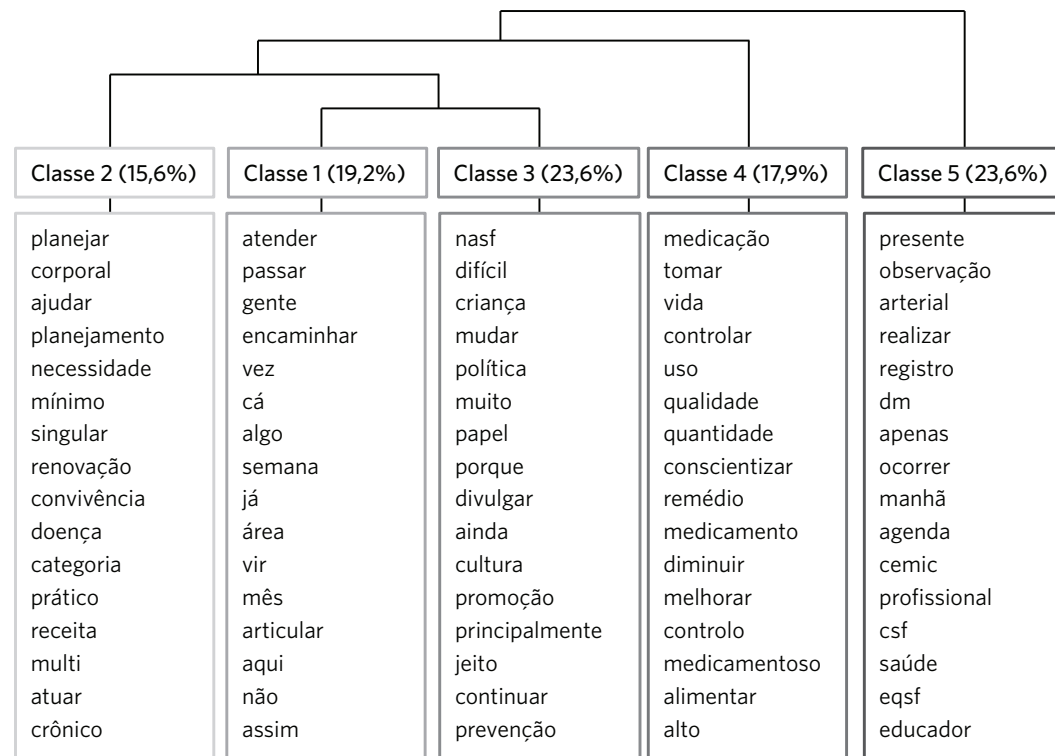 Classe 2 (15,6%)
planejar
corporal
ajudar
planejamento
necessidade
mínimo
singular
renovação
convivência
doença
categoria
prático
receita
multi
atuar
crônico
Classe 1 (19,2%)
atender
passar
gente
encaminhar
vez
cá
algo
semana
já
área
vir
mês
articular
aqui
não
assim
Classe 3 (23,6%)
nasf
difícil
criança
mudar
política
muito
papel
porque
divulgar
ainda
cultura
promoção
principalmente
jeito
continuar
prevenção
Classe 4 (17,9%)
medicação
tomar
vida
controlar
uso
qualidade
quantidade
conscientizar
remédio
medicamento
diminuir
melhorar
controlo
medicamentoso
alimentar
alto
Classe 5 (23,6%)
presente
observação
arterial
realizar
registro
dm
apenas
ocorrer
manhã
agenda
cemic
profissional
csf
saúde
eqsf
educador